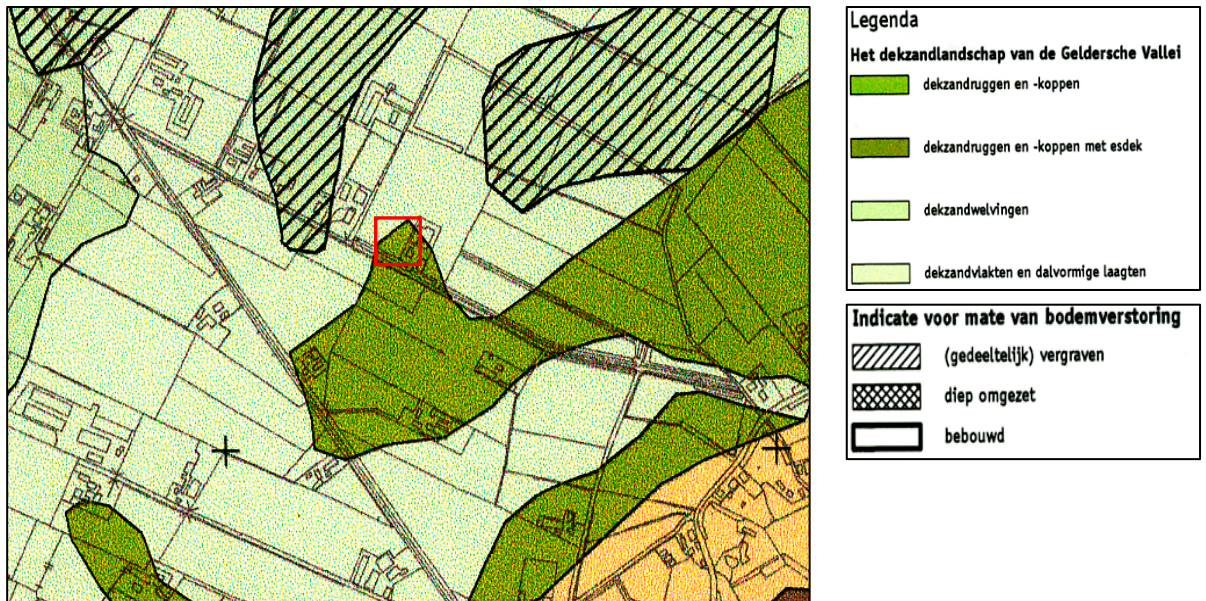 Legenda
Het dekzandlandschap van de Geldersche Vallei
dekzandruggen en -koppen
dekzandruggen en -koppen met esdek
dekzandwelvingen
dekzandvlakten en dalvormige laagten
Indicate voor mate van bodemverstoring
(gedeeltelijk) vergraven
diep omgezet
bebouwd